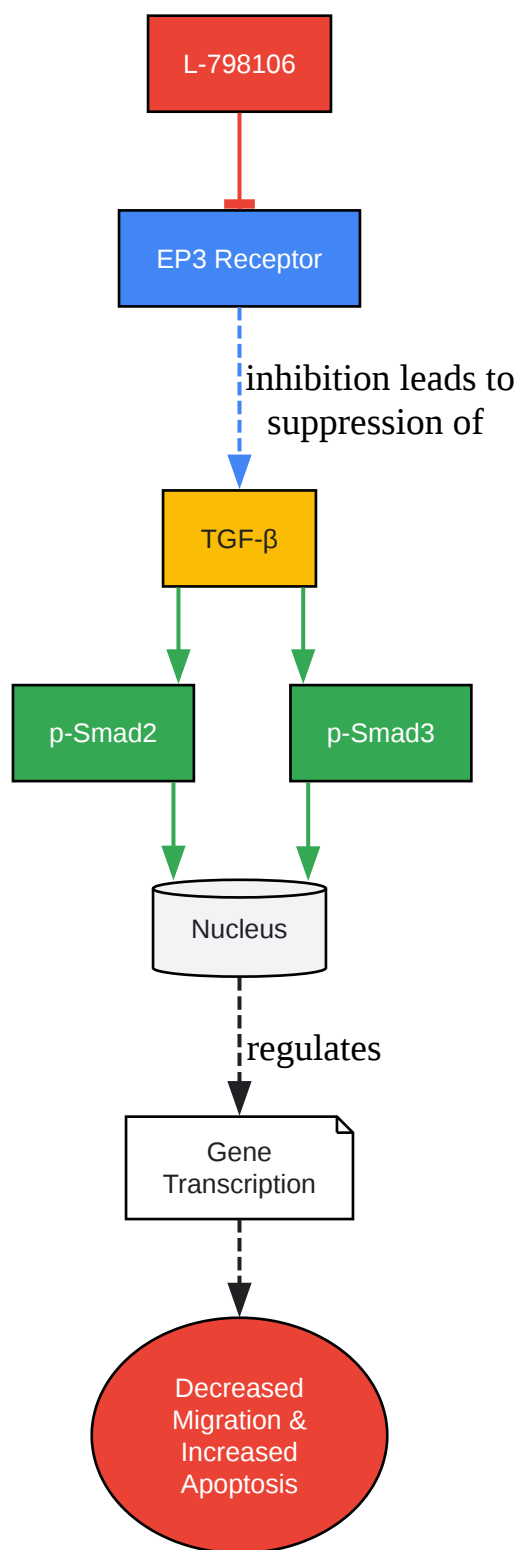 L-798106
EP3 Receptor
inhibition leads to
suppression of
TGF-β
p-Smad2
p-Smad3
Nucleus
regulates
Gene
Transcription
Decreased
Migration &
Increased
Apoptosis